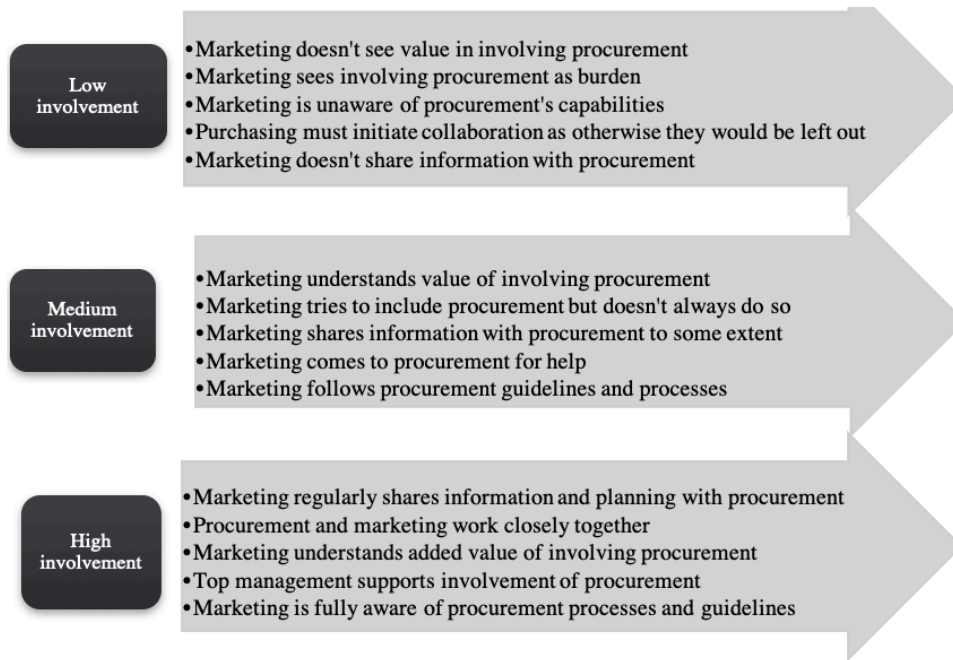 Low
involvement
•Marketing doesn't see value in involving procurement
•Marketing sees involving procurement as burden
•Marketing is unaware of procurement's capabilities
•Purchasing must initiate collaboration as otherwise they would be left out
•Marketing doesn't share information with procurement
Medium
involvement
•Marketing understands value of involving procurement
•Marketing tries to include procurement but doesn't always do so
•Marketing shares information with procurement to some extent
•Marketing comes to procurement for help
•Marketing follows procurement guidelines and processes
High
involvement
•Marketing regularly shares information and planning with procurement
•Procurement and marketing work closely together
•Marketing understands added value of involving procurement
•Top management supports involvement of procurement
•Marketing is fully aware of procurement processes and guidelines